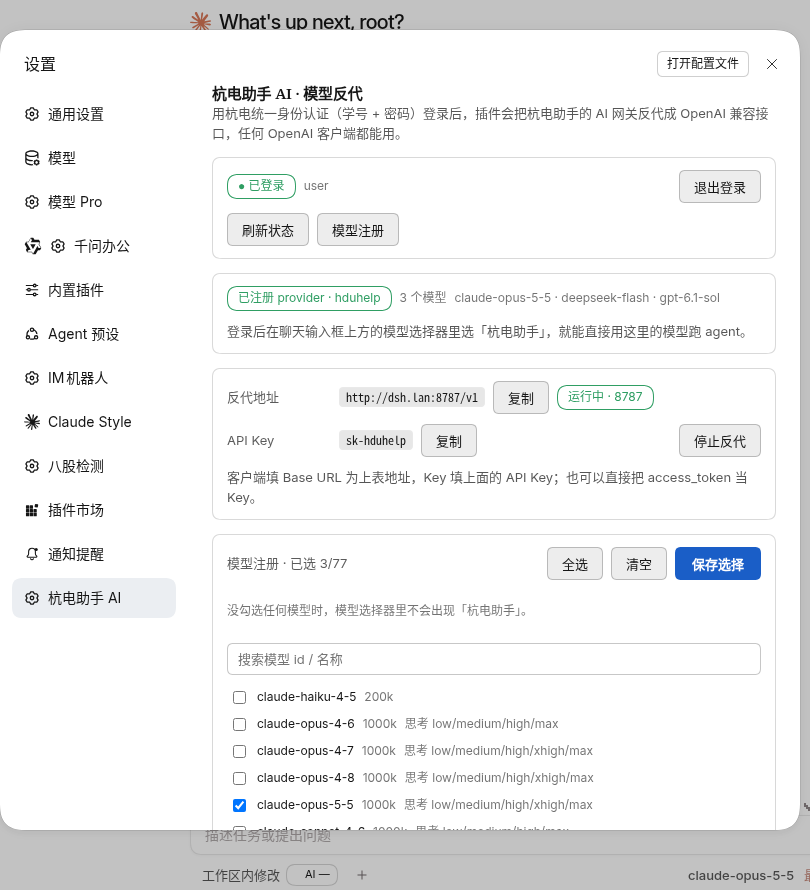 What's up next, root?
设置
打开配置文件
通用设置
模型
模型 Pro
千问办公
内置插件
Agent 预设
IM机器人
Claude Style
八股检测
插件市场
通知提醒
杭电助手 AI
杭电助手 AI · 模型反代
用杭电统一身份认证（学号 + 密码）登录后，插件会把杭电助手的 AI 网关反代成 OpenAI 兼容接
口，任何 OpenAI 客户端都能用。
已登录 user
退出登录
刷新状态 模型注册
已注册 provider · hduhelp 3 个模型 claude-opus-5-5 · deepseek-flash · gpt-6.1-sol
登录后在聊天输入框上方的模型选择器里选「杭电助手」，就能直接用这里的模型跑 agent。
反代地址 http://dsh.lan:8787/v1 复制 运行中 · 8787
API Key sk-hduhelp 复制 停止反代
客户端填 Base URL 为上表地址，Key 填上面的 API Key；也可以直接把 access_token 当
Key。
模型注册 · 已选 3/77 全选 清空 保存选择
没勾选任何模型时，模型选择器里不会出现「杭电助手」。
搜索模型 id / 名称
claude-haiku-4-5 200k
claude-opus-4-6 1000k 思考 low/medium/high/max
claude-opus-4-7 1000k 思考 low/medium/high/xhigh/max
claude-opus-4-8 1000k 思考 low/medium/high/xhigh/max
claude-opus-5-5 1000k 思考 low/medium/high/xhigh/max
描述任务或提出问题
工作区内修改 AI — + claude-opus-5-5